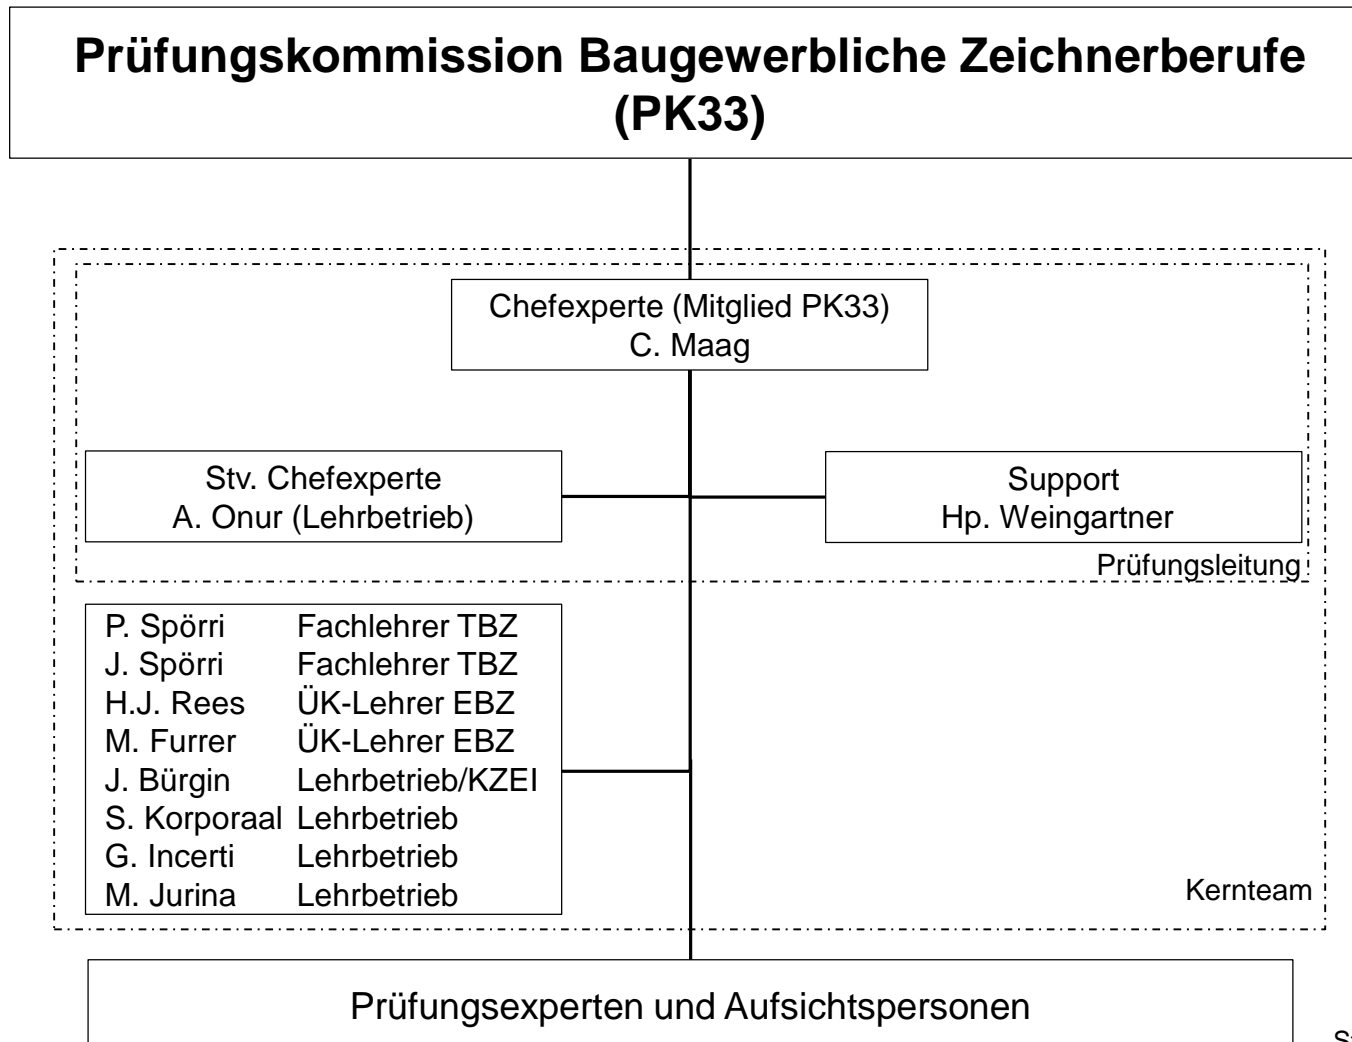 Prüfungskommission Baugewerbliche Zeichnerberufe
(PK33)
Chefexperte (Mitglied PK33)
C. Maag
Stv. Chefexperte
A. Onur (Lehrbetrieb)
Support
Hp. Weingartner
Prüfungsleitung
P. Spörri Fachlehrer TBZ
J. Spörri Fachlehrer TBZ
H.J. Rees ÜK-Lehrer EBZ
M. Furrer ÜK-Lehrer EBZ
J. Bürgin Lehrbetrieb/KZEI
S. Korporaal Lehrbetrieb
G. Incerti Lehrbetrieb
M. Jurina Lehrbetrieb
Kernteam
Prüfungsexperten und Aufsichtspersonen